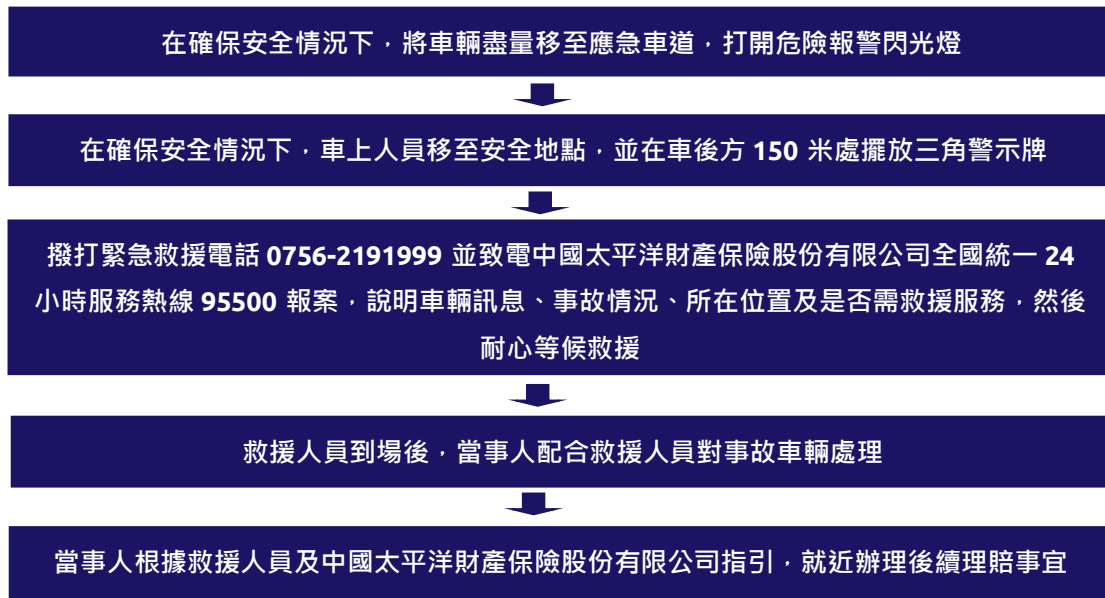 在確保安全情況下，將車輛盡量移至應急車道，打開危險報警閃光燈
在確保安全情況下，車上人員移至安全地點，並在車後方 150 米處擺放三角警示牌
撥打緊急救援電話 0756-2191999 並致電中國太平洋財產保險股份有限公司全國統一 24
小時服務熱線 95500 報案，說明車輛訊息、事故情況、所在位置及是否需救援服務，然後
耐心等候救援
救援人員到場後，當事人配合救援人員對事故車輛處理
當事人根據救援人員及中國太平洋財產保險股份有限公司指引，就近辦理後續理賠事宜